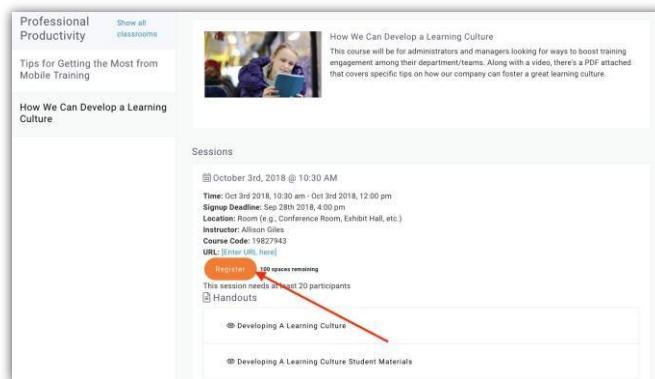 Professional Productivity
Show all classrooms
Tips for Getting the Most from
Mobile Training
How We Can Develop a Learning
Culture
How We Can Develop a Learning Culture
This course will be for administrators and managers looking for ways to boost training
engagement among their department/teams. Along with a video, there's a PDF attached
that covers specific tips on how our company can foster a great learning culture.
Sessions
October 3rd, 2018 @ 10:30 AM
Time: Oct 3rd 2018, 10:30 am - Oct 3rd 2018, 12:00 pm
Signup Deadline: Sep 28th 2018, 4:00 pm
Location: Room (e.g., Conference Room, Exhibit Hall, etc.)
Instructor: Allison Giles
Course Code: 19827943
URL: [Enter URL here]
Register 100 spaces remaining
This session needs at least 20 participants
Handouts
Developing A Learning Culture
Developing A Learning Culture Student Materials